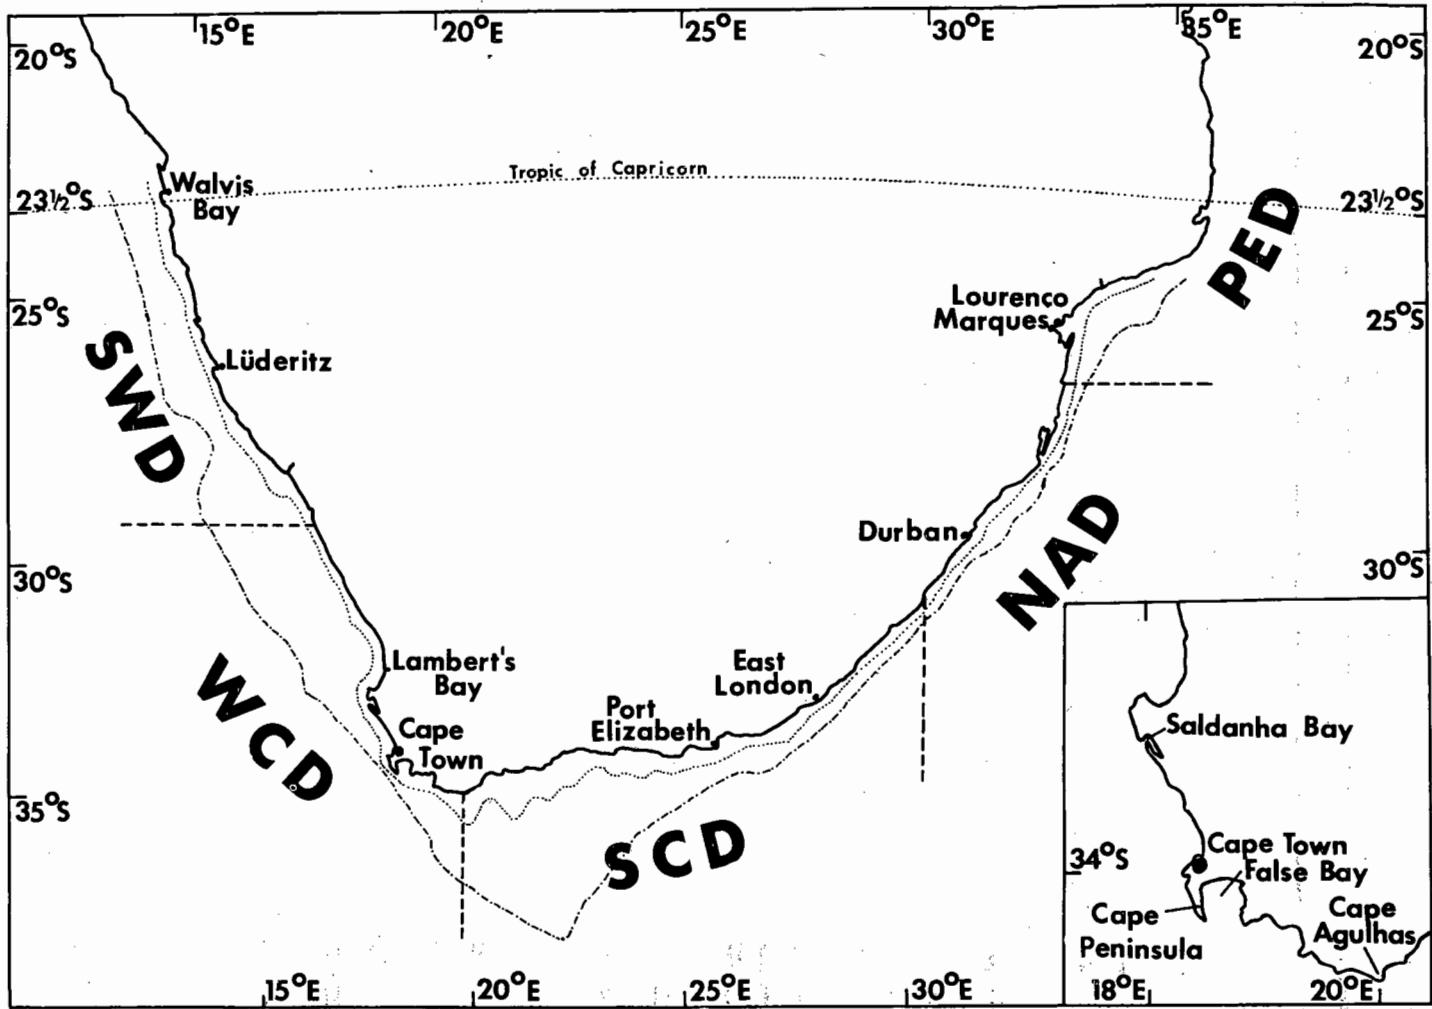 15°E
20°E
25°E
30°E
35°E
20°S
20°S
Tropic of Capricorn
23½°S
Walvis
Bay
23½°S
PED
Lourenco
Marques
25°S
25°S
SWD
Lüderitz
Durban
NAD
30°S
30°S
Lambert's
Bay
East
London
WCD
Port
Elizabeth
Cape
Town
35°S
SCD
Saldanha Bay
34°S
Cape Town
False Bay
Cape
Peninsula
Cape
Agulhas
15°E
20°E
25°E
30°E
18°E
20°E